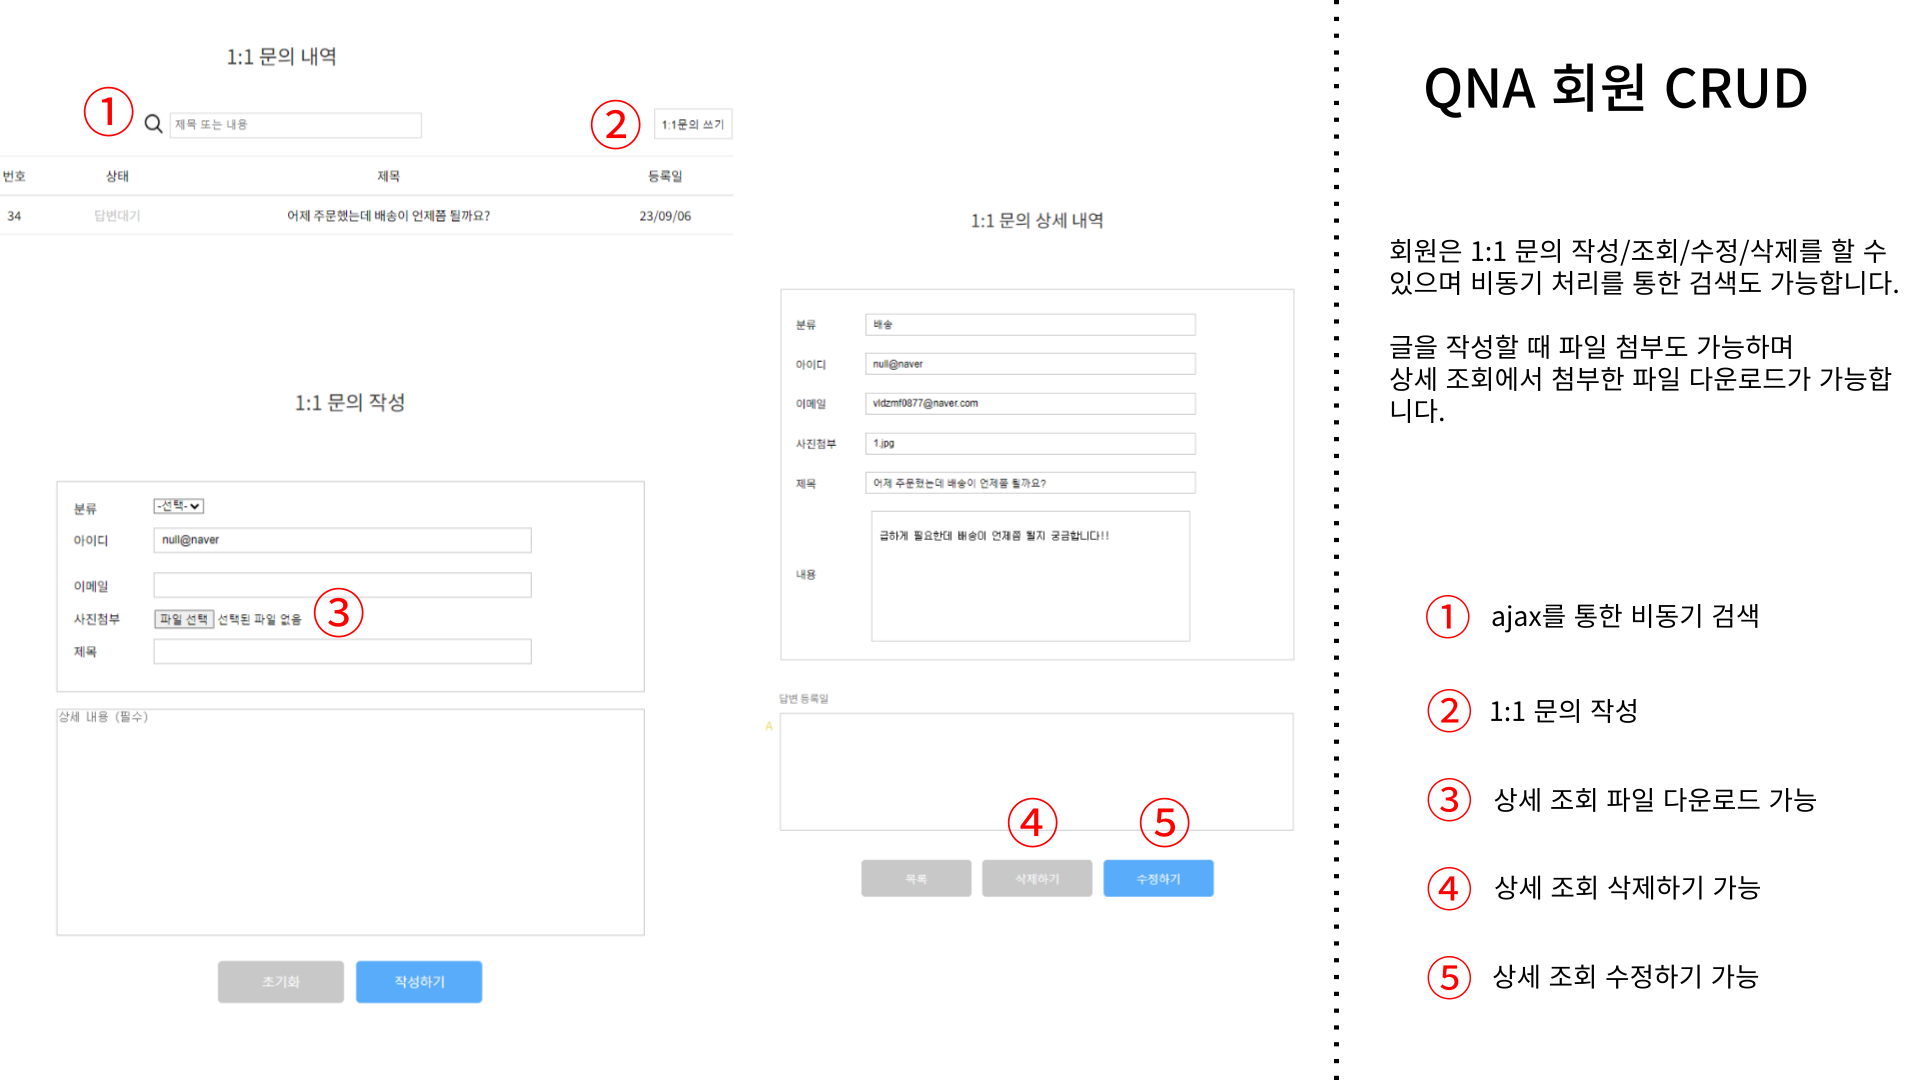 1:1 문의 내역
①
제목 또는 내용
②
1:1문의 쓰기
번호 상태 제목 등록일
34 답변대기 어제 주문했는데 배송이 언제쯤 될까요? 23/09/06
1:1 문의 작성
분류 -선택-
아이디 null@naver
이메일
사진첨부 파일 선택 선택된 파일 없음
③
제목
상세 내용 (필수)
초기화 작성하기
1:1 문의 상세 내역
분류 배송
아이디 null@naver
이메일 vldzmf0877@naver.com
사진첨부 1.jpg
제목 어제 주문했는데 배송이 언제쯤 될까요?
내용 급하게 필요한데 배송이 언제쯤 될지 궁금합니다!!
답변 등록일
A
④ ⑤
목록 삭제하기 수정하기
QNA 회원 CRUD
회원은 1:1 문의 작성/조회/수정/삭제를 할 수
있으며 비동기 처리를 통한 검색도 가능합니다.
글을 작성할 때 파일 첨부도 가능하며
상세 조회에서 첨부한 파일 다운로드가 가능합
니다.
① ajax를 통한 비동기 검색
② 1:1 문의 작성
③ 상세 조회 파일 다운로드 가능
④ 상세 조회 삭제하기 가능
⑤ 상세 조회 수정하기 가능